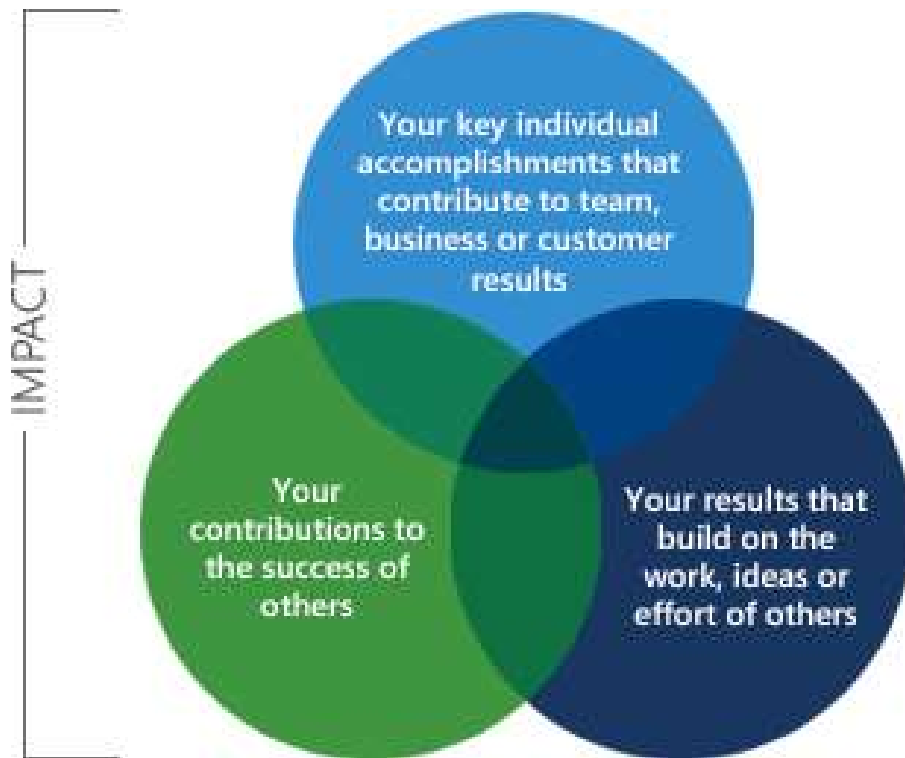 IMPACT
Your key individual
accomplishments that
contribute to team,
business or customer
results
Your
contributions to
the success of
others
Your results that
build on the
work, ideas or
effort of others